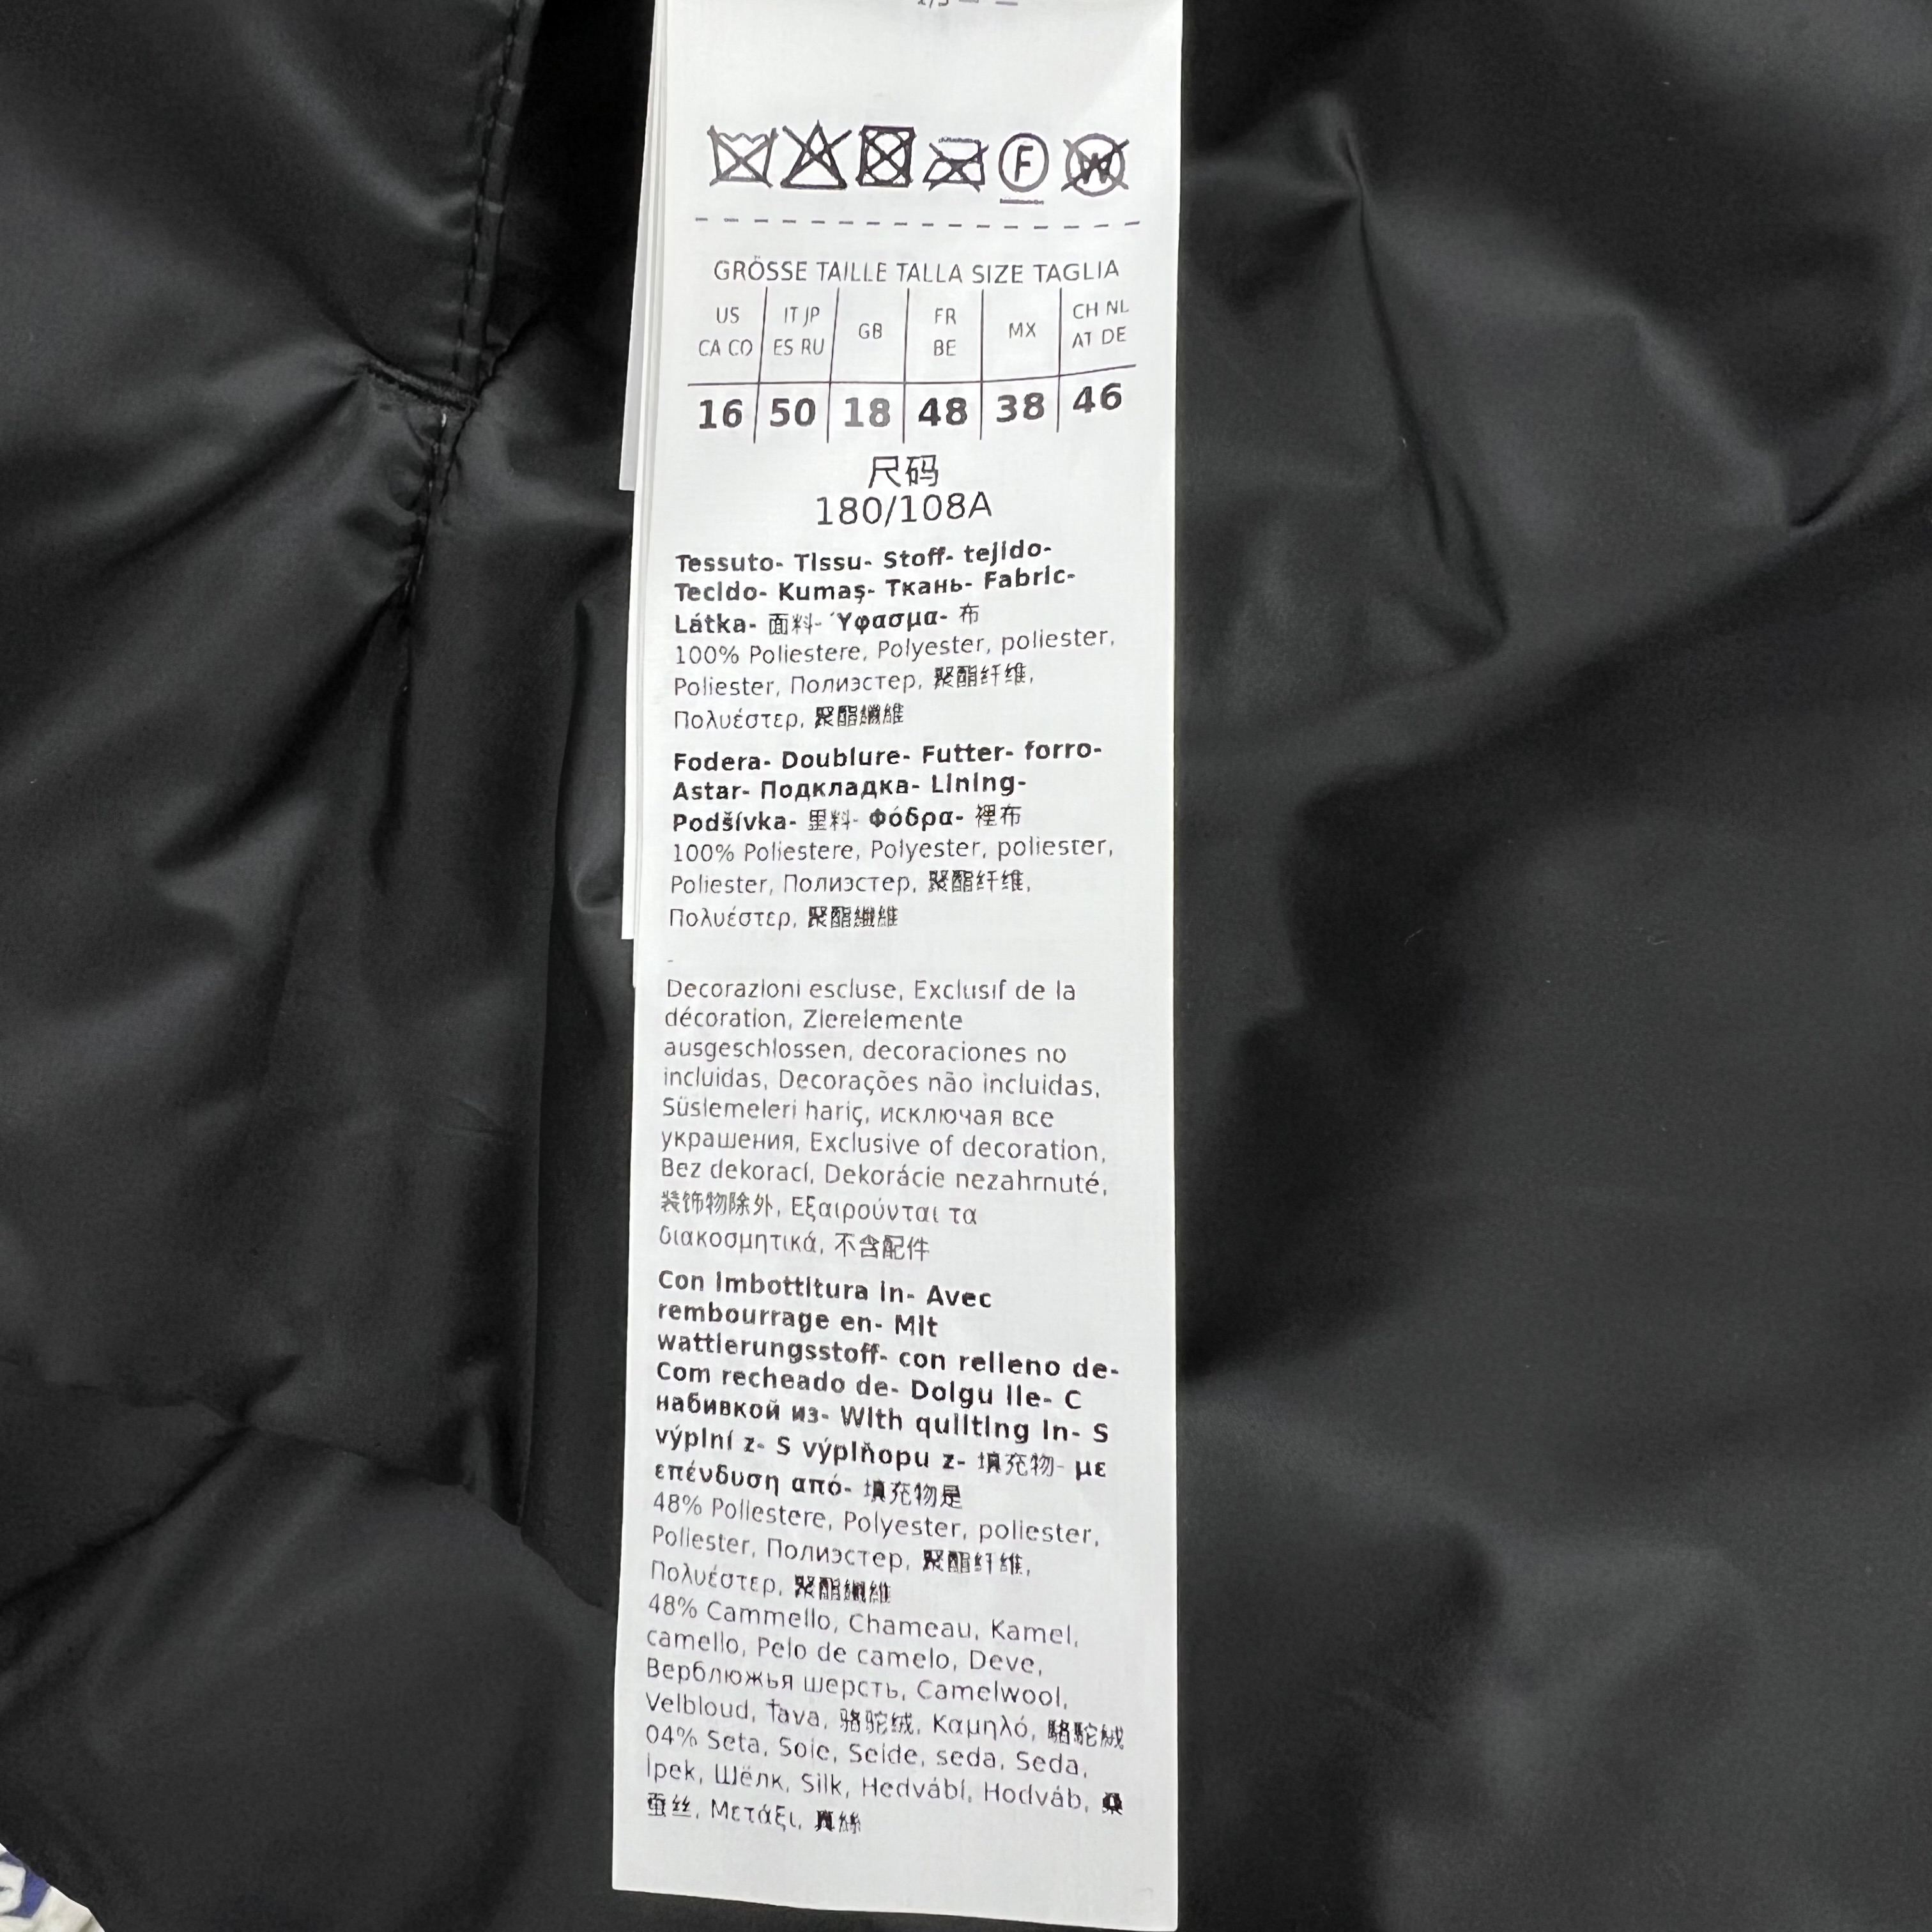 F W
GRÖSSE TAILLE TALLA SIZE TAGLIA
US IT JP GB FR MX CH NL
CA CO ES RU BE AT DE
16 50 18 48 38 46
尺码
180/108A
Tessuto- Tissu- Stoff- tejido-
Tecido- Kumaş- Ткань- Fabric-
Látka- 面料- Ύφασμα- 布
100% Poliestere, Polyester, poliester,
Poliester, Полиэстер, 聚酯纤维,
Πολυέστερ, 聚酯纖維
Fodera- Doublure- Futter- forro-
Astar- Подкладка- Lining-
Podšívka- 里料- Φόδρα- 裡布
100% Poliestere, Polyester, poliester,
Poliester, Полиэстер, 聚酯纤维,
Πολυέστερ, 聚酯纖維
-
Decorazioni escluse, Exclusif de la
décoration, Zierelemente
ausgeschlossen, decoraciones no
incluidas, Decorações não incluidas,
Süslemeleri hariç, исключая все
украшения, Exclusive of decoration,
Bez dekorací, Dekorácie nezahrnuté,
装饰物除外, Εξαιρούνται τα
διακοσμητικά, 不含配件
Con imbottitura in- Avec
rembourrage en- Mit
wattierungsstoff- con relleno de-
Com recheado de- Dolgu ile- С
набивкой из- With quilting in- S
výplní z- S výplňopu z- 填充物- με
επένδυση από- 填充物是
48% Poliestere, Polyester, poliester,
Poliester, Полиэстер, 聚酯纤维,
Πολυέστερ, 聚酯纖維
48% Cammello, Chameau, Kamel,
camello, Pelo de camelo, Deve,
Верблюжья шерсть, Camelwool,
Velbloud, Ťava, 骆驼绒, Καμηλό, 駱駝絨
04% Seta, Soie, Seide, seda, Seda,
İpek, Шёлк, Silk, Hedvábí, Hodváb, 桑
蚕丝, Μετάξι, 真絲